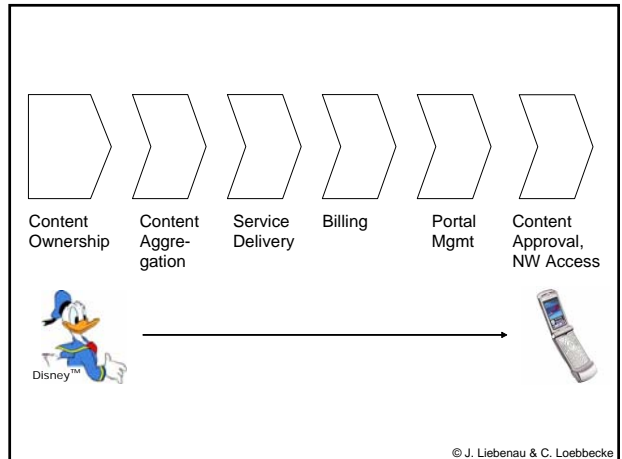 Content
Ownership
Content
Aggre-
gation
Service
Delivery
Billing
Portal
Mgmt
Content
Approval,
NW Access
Disney™
© J. Liebenau & C. Loebbecke